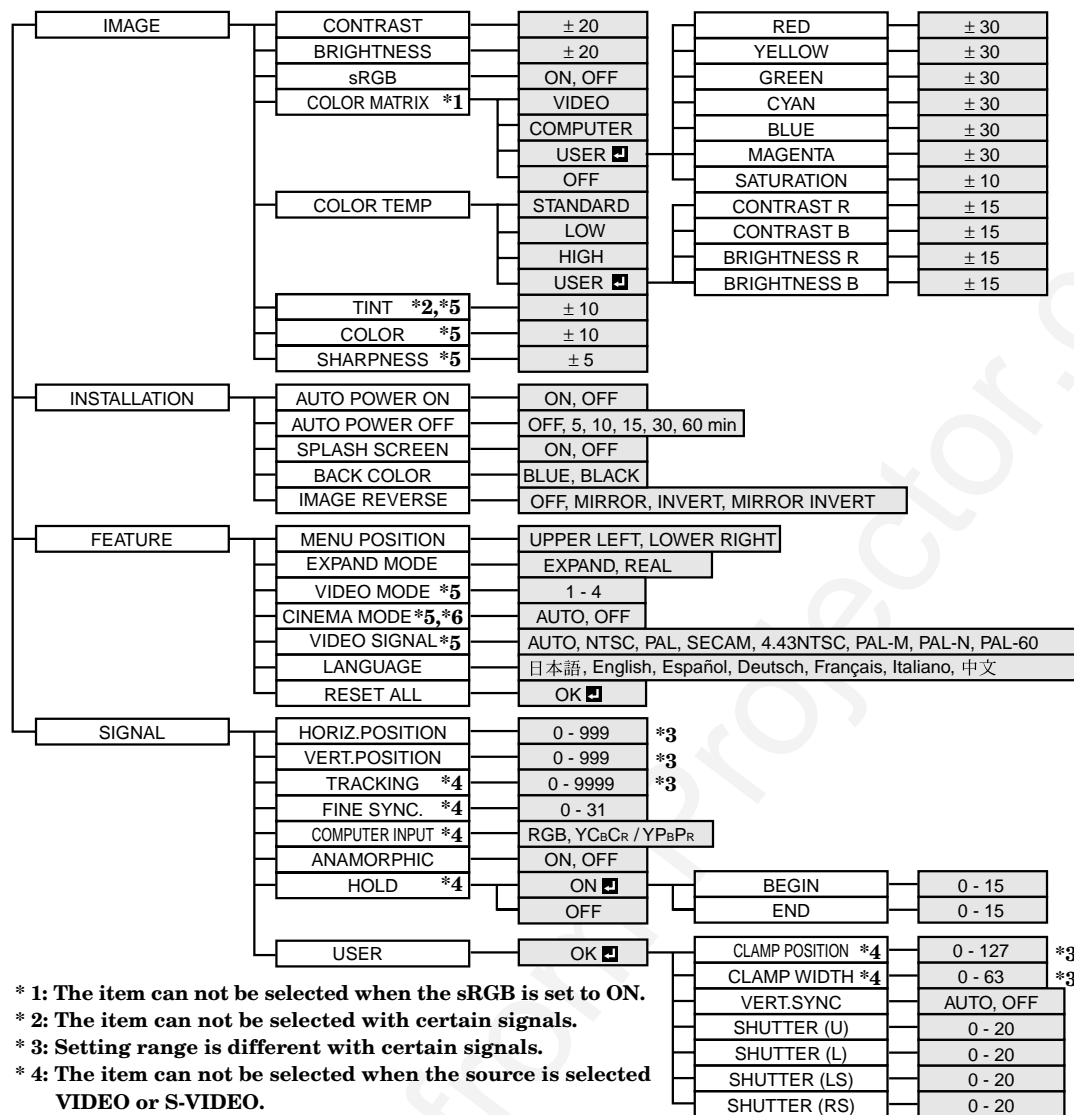 IMAGE CONTRAST ± 20 RED ± 30
BRIGHTNESS ± 20 YELLOW ± 30
sRGB ON, OFF GREEN ± 30
COLOR MATRIX *1 VIDEO CYAN ± 30
COMPUTER BLUE ± 30
USER MAGENTA ± 30
OFF SATURATION ± 10
COLOR TEMP STANDARD CONTRAST R ± 15
LOW CONTRAST B ± 15
HIGH BRIGHTNESS R ± 15
USER BRIGHTNESS B ± 15
TINT *2,*5 ± 10
COLOR *5 ± 10
SHARPNESS *5 ± 5
INSTALLATION AUTO POWER ON ON, OFF
AUTO POWER OFF OFF, 5, 10, 15, 30, 60 min
SPLASH SCREEN ON, OFF
BACK COLOR BLUE, BLACK
IMAGE REVERSE OFF, MIRROR, INVERT, MIRROR INVERT
FEATURE MENU POSITION UPPER LEFT, LOWER RIGHT
EXPAND MODE EXPAND, REAL
VIDEO MODE *5 1 - 4
CINEMA MODE *5,*6 AUTO, OFF
VIDEO SIGNAL *5 AUTO, NTSC, PAL, SECAM, 4.43NTSC, PAL-M, PAL-N, PAL-60
LANGUAGE 日本語, English, Español, Deutsch, Français, Italiano, 中文
RESET ALL OK
SIGNAL HORIZ.POSITION 0 - 999 *3
VERT.POSITION 0 - 999 *3
TRACKING *4 0 - 9999 *3
FINE SYNC. *4 0 - 31
COMPUTER INPUT *4 RGB, YCBCR / YPBPR
ANAMORPHIC ON, OFF
HOLD *4 ON BEGIN 0 - 15
OFF END 0 - 15
USER OK CLAMP POSITION *4 0 - 127 *3
CLAMP WIDTH *4 0 - 63 *3
VERT.SYNC AUTO, OFF
SHUTTER (U) 0 - 20
SHUTTER (L) 0 - 20
SHUTTER (LS) 0 - 20
SHUTTER (RS) 0 - 20
* 1: The item can not be selected when the sRGB is set to ON.
* 2: The item can not be selected with certain signals.
* 3: Setting range is different with certain signals.
* 4: The item can not be selected when the source is selected
VIDEO or S-VIDEO.